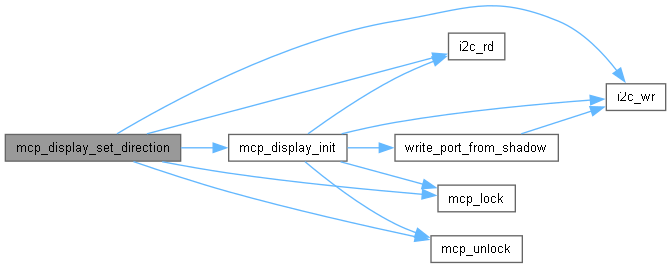 mcp_display_set_direction
mcp_display_init
i2c_rd
write_port_from_shadow
mcp_lock
mcp_unlock
i2c_wr